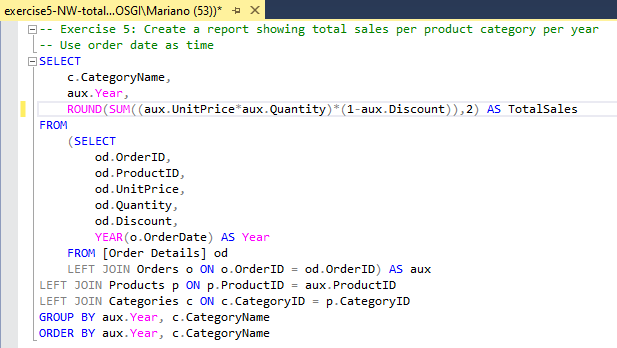 exercise5-NW-total...OSGI\Mariano (53))*
-- Exercise 5: Create a report showing total sales per product category per year
-- Use order date as time
SELECT
c.CategoryName,
aux.Year,
ROUND(SUM((aux.UnitPrice*aux.Quantity)*(1-aux.Discount)),2) AS TotalSales
FROM
(SELECT
od.OrderID,
od.ProductID,
od.UnitPrice,
od.Quantity,
od.Discount,
YEAR(o.OrderDate) AS Year
FROM [Order Details] od
LEFT JOIN Orders o ON o.OrderID = od.OrderID) AS aux
LEFT JOIN Products p ON p.ProductID = aux.ProductID
LEFT JOIN Categories c ON c.CategoryID = p.CategoryID
GROUP BY aux.Year, c.CategoryName
ORDER BY aux.Year, c.CategoryName